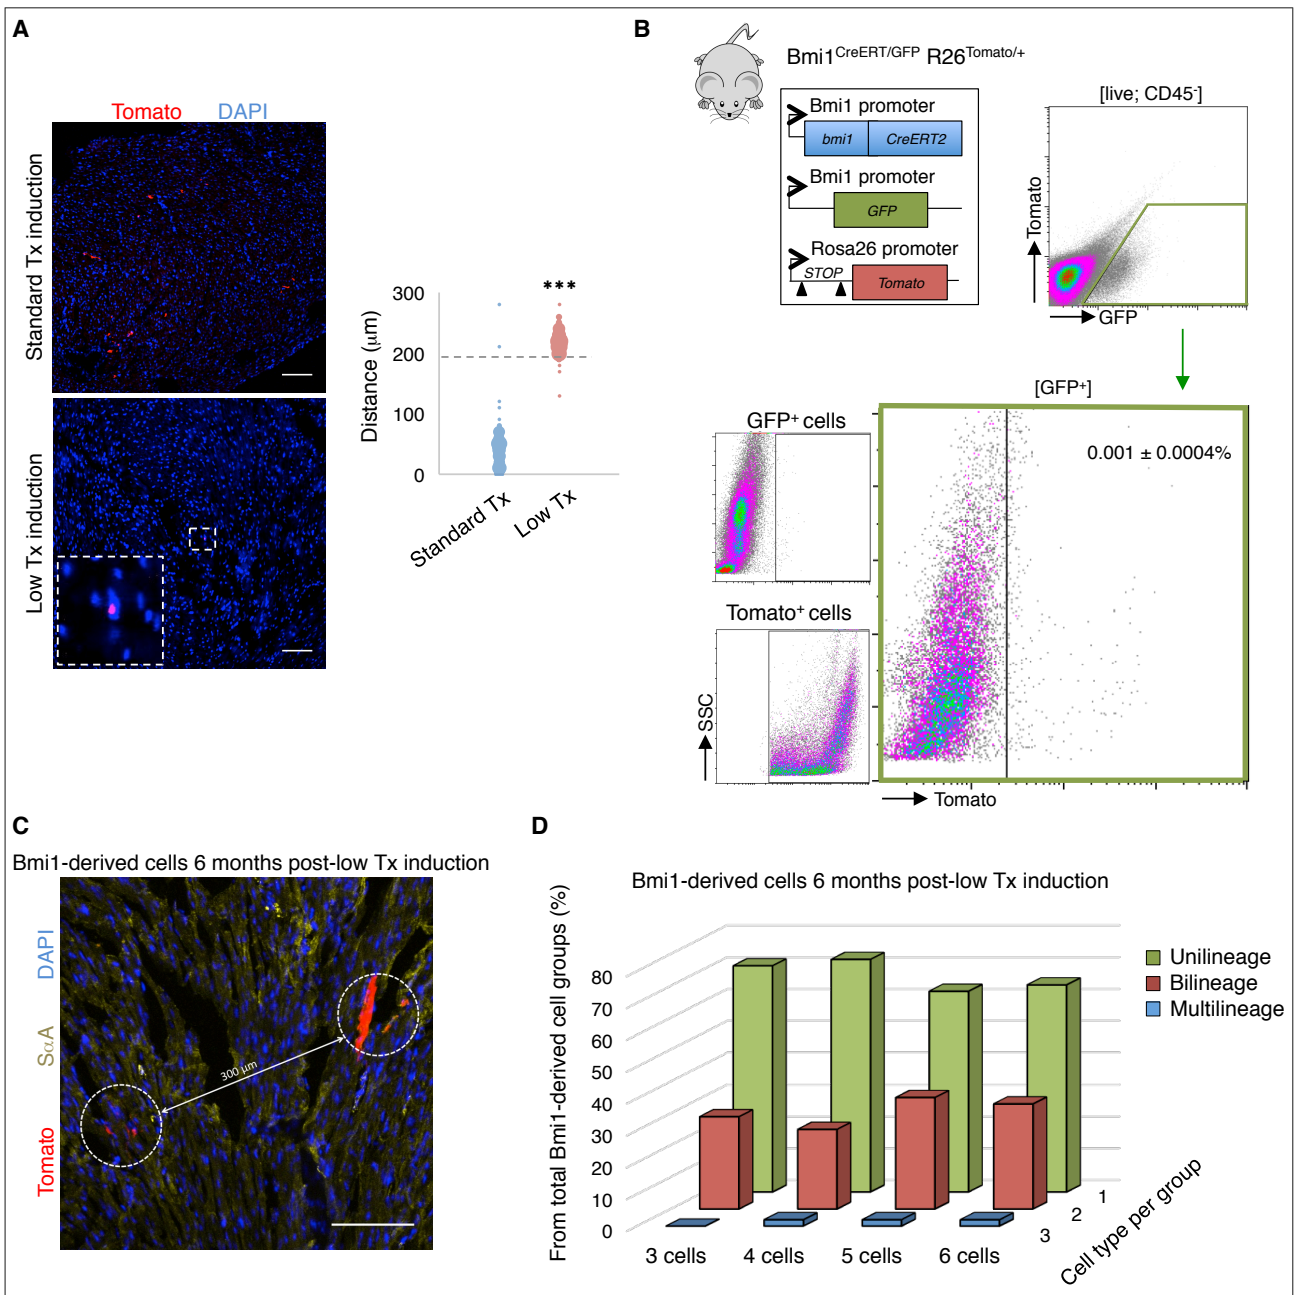 A
Tomato DAPI
Standard Tx induction
Low Tx induction
Distance (μm)
300
200
100
0
***
Standard Tx
Low Tx
B
Bmi1CreERT/GFP R26Tomato/+
Bmi1 promoter
bmi1 CreERT2
Bmi1 promoter
GFP
Rosa26 promoter
STOP
Tomato
[live; CD45-]
Tomato
GFP
[GFP+]
0.001 ± 0.0004%
GFP+ cells
Tomato+ cells
SSC
Tomato
C
Bmi1-derived cells 6 months post-low Tx induction
Tomato SαA DAPI
300 μm
D
Bmi1-derived cells 6 months post-low Tx induction
From total Bmi1-derived cell groups (%)
80
70
60
50
40
30
20
10
0
3 cells 4 cells 5 cells 6 cells
1
2
3
Cell type per group
Unilineage
Bilineage
Multilineage